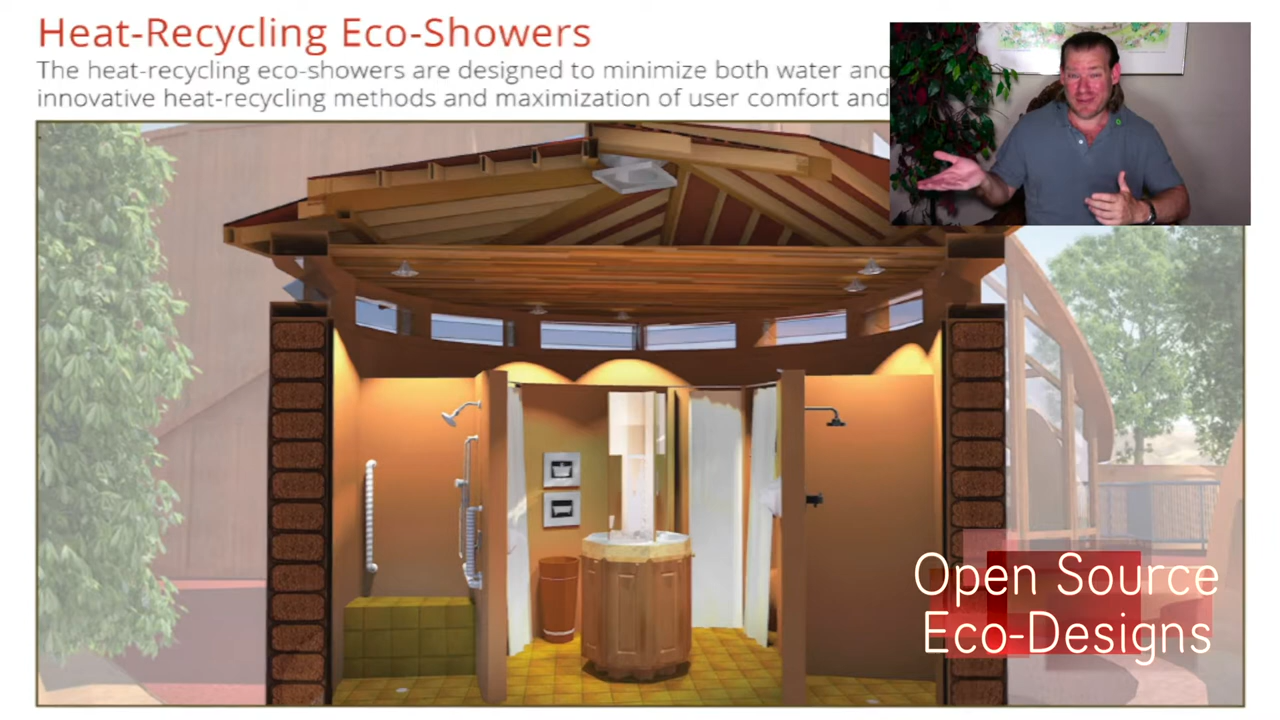 Heat-Recycling Eco-Showers
The heat-recycling eco-showers are designed to minimize both water and
innovative heat-recycling methods and maximization of user comfort and
Open Source
Eco-Designs